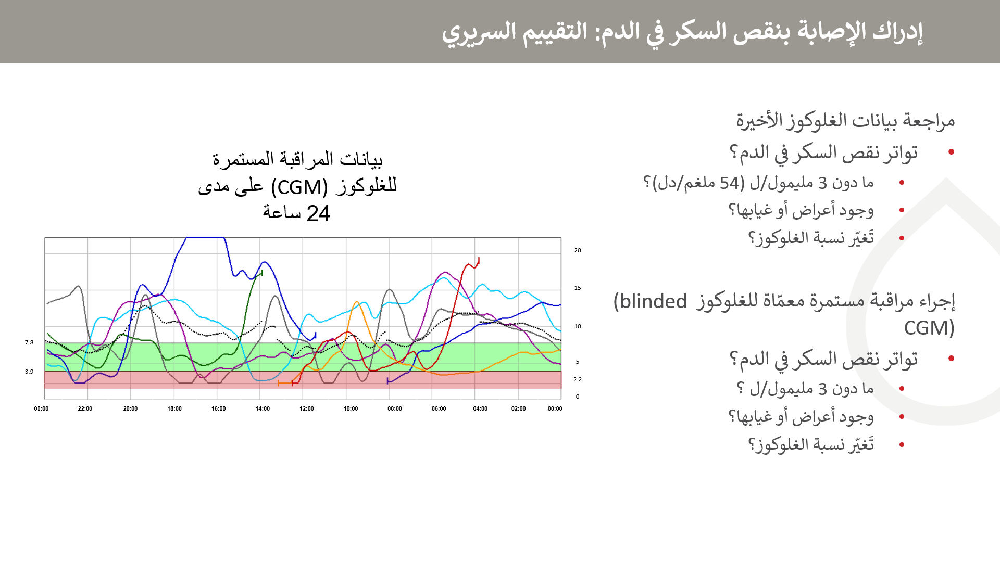 إدراك الإصابة بنقص السكر في الدم: التقييم السريري
مراجعة بيانات الغلوكوز الأخيرة
• تواتر نقص السكر في الدم؟
• ما دون 3 مليمول/ل (54 ملغم/دل)؟
• وجود أعراض أو غيابها؟
• تَغيّر نسبة الغلوكوز؟
إجراء مراقبة مستمرة معمّاة للغلوكوز (blinded
CGM)
• تواتر نقص السكر في الدم؟
• ما دون 3 مليمول/ل ؟
• وجود أعراض أو غيابها؟
• تَغيّر نسبة الغلوكوز؟
بيانات المراقبة المستمرة
للغلوكوز (CGM) على مدى
24 ساعة
20
15
10
5
2.2
0
7.8
3.9
00:00
02:00
04:00
06:00
08:00
10:00
12:00
14:00
16:00
18:00
20:00
22:00
00:00